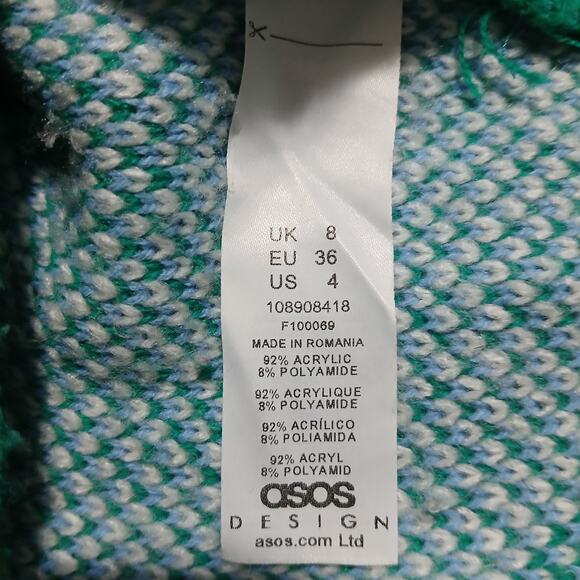 UK 8
EU 36
US 4
108908418
F100069
MADE IN ROMANIA
92% ACRYLIC
8% POLYAMIDE
92% ACRYLIQUE
8% POLYAMIDE
92% ACRÍLICO
8% POLIAMIDA
92% ACRYL
8% POLYAMID
asos
DESIGN
asos.com Ltd